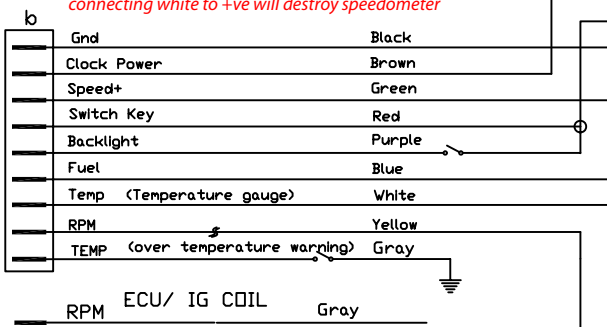 connecting white to +ve will destroy speedometer
b
Gnd Black
Clock Power Brown
Speed+ Green
Switch Key Red
Backlight Purple
Fuel Blue
Temp (Temperature gauge) White
RPM Yellow
TEMP (over temperature warning) Gray
RPM ECU/ IG COIL Gray